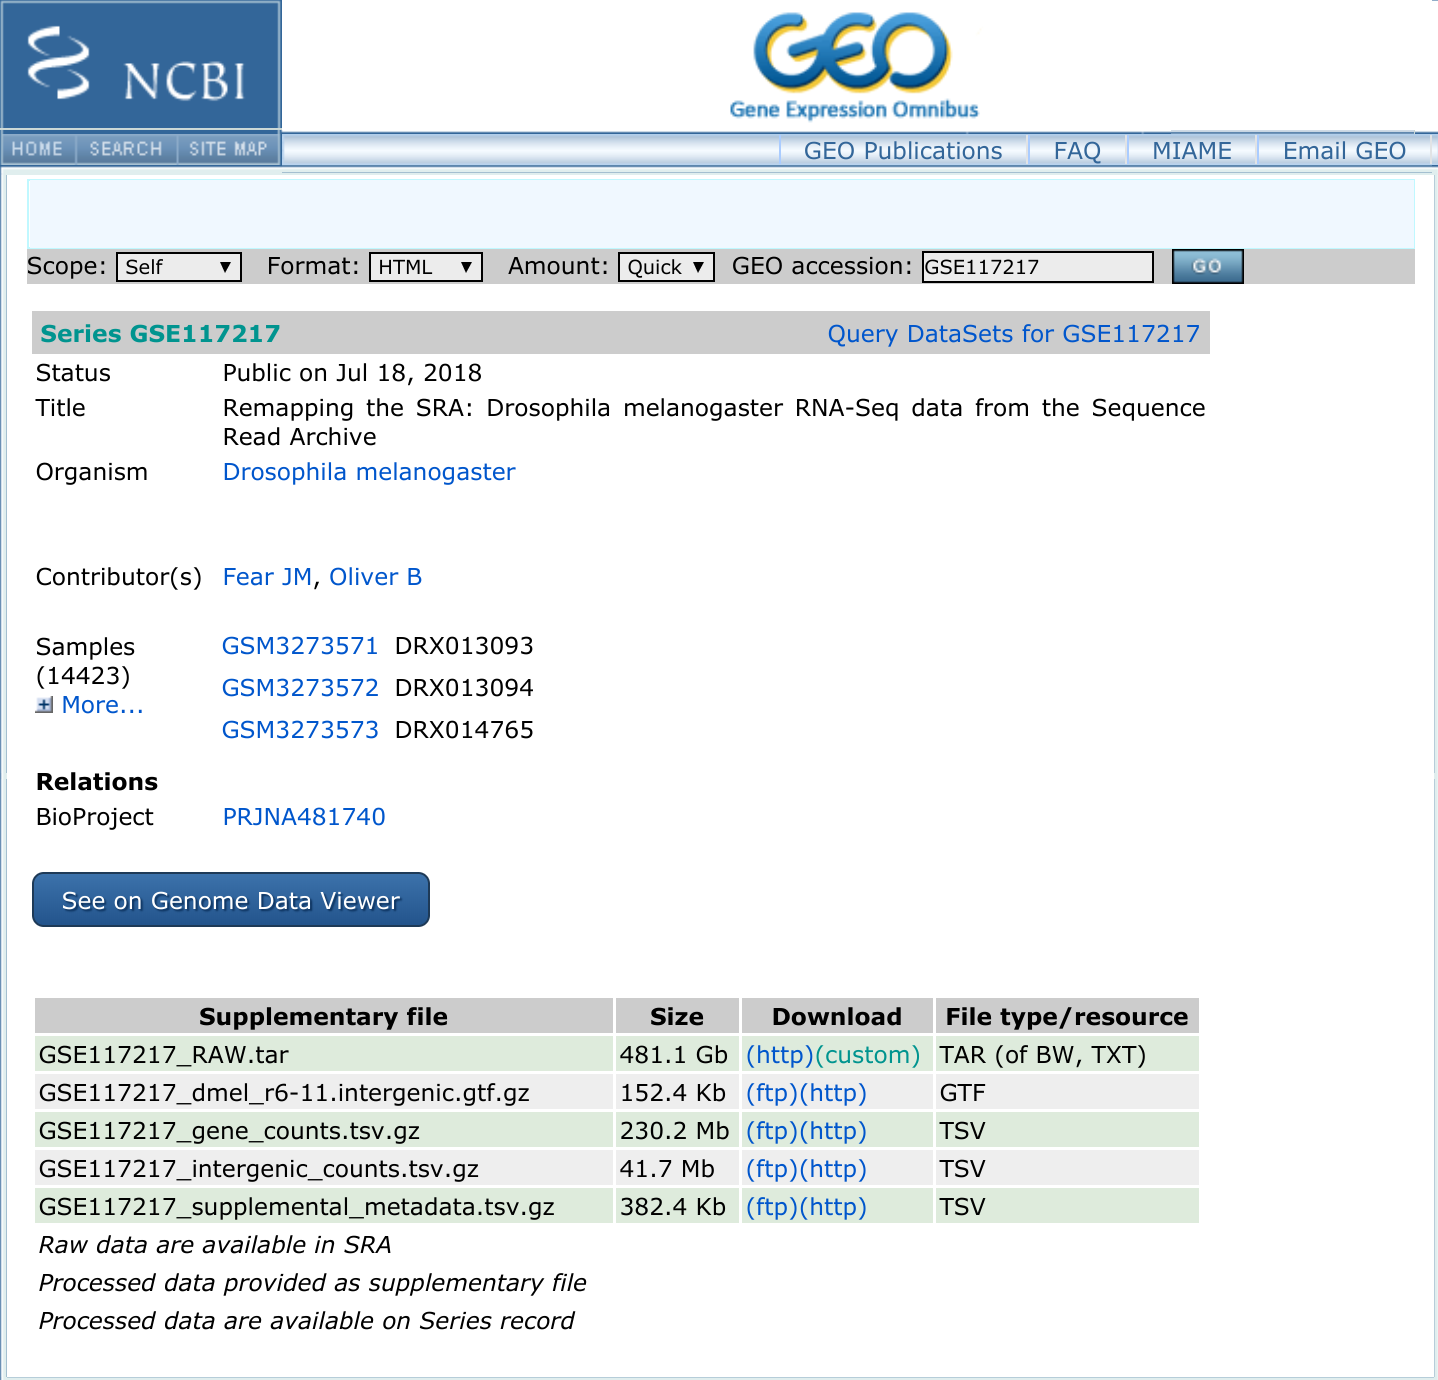 NCBI
GEO
Gene Expression Omnibus
HOME SEARCH SITE MAP GEO Publications FAQ MIAME Email GEO
Scope: Self ▼ Format: HTML ▼ Amount: Quick ▼ GEO accession: GSE117217 GO
Series GSE117217 Query DataSets for GSE117217
Status Public on Jul 18, 2018
Title Remapping the SRA: Drosophila melanogaster RNA-Seq data from the Sequence
Read Archive
Organism Drosophila melanogaster
Contributor(s) Fear JM, Oliver B
Samples GSM3273571 DRX013093
(14423)
More... GSM3273572 DRX013094
GSM3273573 DRX014765
Relations
BioProject PRJNA481740
See on Genome Data Viewer
Supplementary file Size Download File type/resource
GSE117217_RAW.tar 481.1 Gb (http)(custom) TAR (of BW, TXT)
GSE117217_dmel_r6-11.intergenic.gtf.gz 152.4 Kb (ftp)(http) GTF
GSE117217_gene_counts.tsv.gz 230.2 Mb (ftp)(http) TSV
GSE117217_intergenic_counts.tsv.gz 41.7 Mb (ftp)(http) TSV
GSE117217_supplemental_metadata.tsv.gz 382.4 Kb (ftp)(http) TSV
Raw data are available in SRA
Processed data provided as supplementary file
Processed data are available on Series record